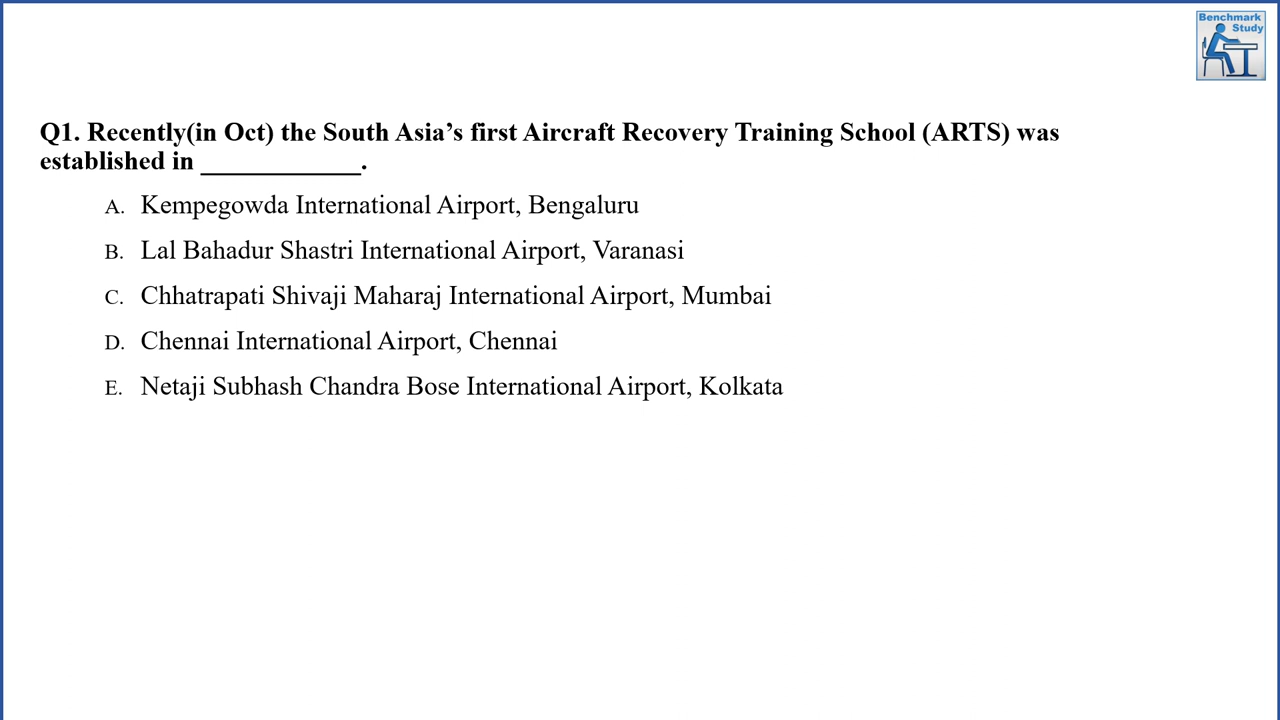 Benchmark
Study
Q1. Recently(in Oct) the South Asia’s first Aircraft Recovery Training School (ARTS) was
established in ____________.
A. Kempegowda International Airport, Bengaluru
B. Lal Bahadur Shastri International Airport, Varanasi
C. Chhatrapati Shivaji Maharaj International Airport, Mumbai
D. Chennai International Airport, Chennai
E. Netaji Subhash Chandra Bose International Airport, Kolkata